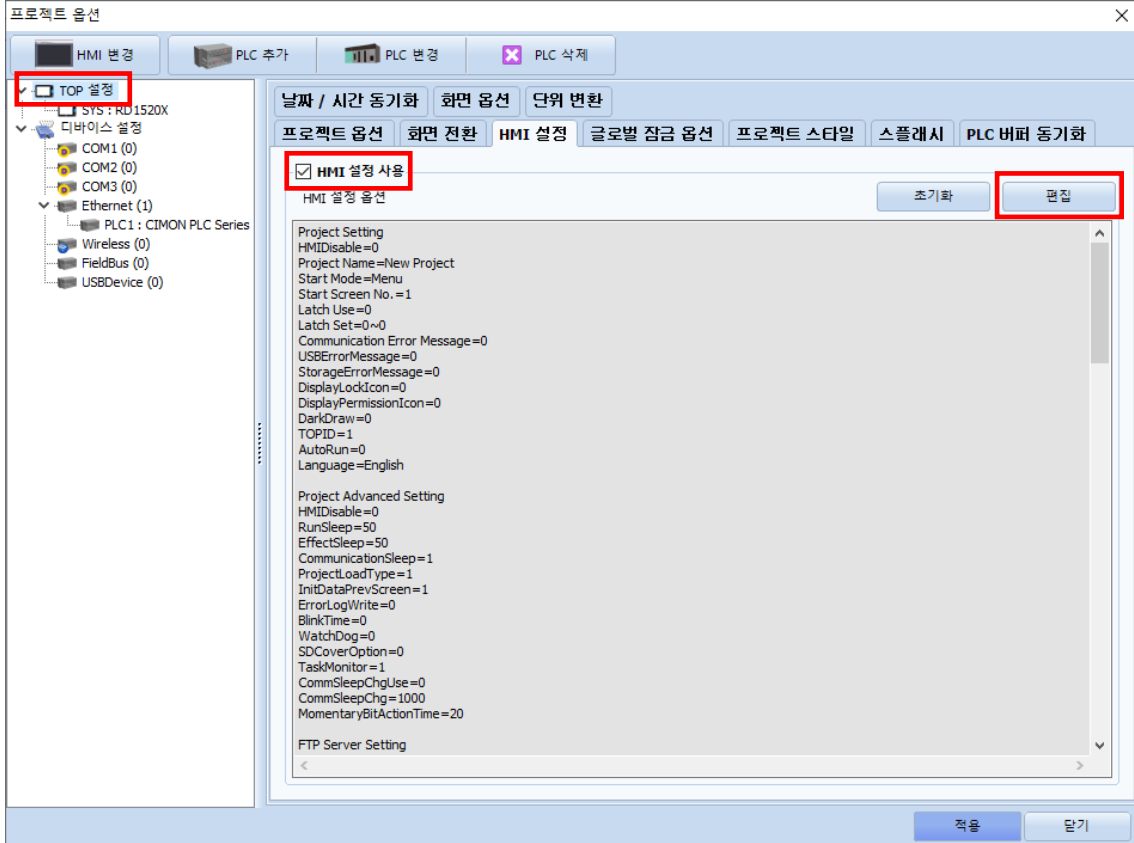 프로젝트 옵션
HMI 변경
PLC 추가
PLC 변경
PLC 삭제
TOP 설정
SYS : RD1520X
디바이스 설정
COM1 (0)
COM2 (0)
COM3 (0)
Ethernet (1)
PLC1 : CIMON PLC Series
Wireless (0)
FieldBus (0)
USBDevice (0)
날짜 / 시간 동기화 화면 옵션 단위 변환
프로젝트 옵션 화면 전환 HMI 설정 글로벌 잠금 옵션 프로젝트 스타일 스플래시 PLC 버퍼 동기화
HMI 설정 사용
HMI 설정 옵션
초기화
편집
Project Setting
HMIDisable=0
Project Name=New Project
Start Mode=Menu
Start Screen No.=1
Latch Use=0
Latch Set=0~0
Communication Error Message=0
USBErrorMessage=0
StorageErrorMessage=0
DisplayLockIcon=0
DisplayPermissionIcon=0
DarkDraw=0
TOPID=1
AutoRun=0
Language=English
Project Advanced Setting
HMIDisable=0
RunSleep=50
EffectSleep=50
CommunicationSleep=1
ProjectLoadType=1
InitDataPrevScreen=1
ErrorLogWrite=0
BlinkTime=0
WatchDog=0
SDCoverOption=0
TaskMonitor=1
CommSleepChgUse=0
CommSleepChg=1000
MomentaryBitActionTime=20
FTP Server Setting
적용
닫기